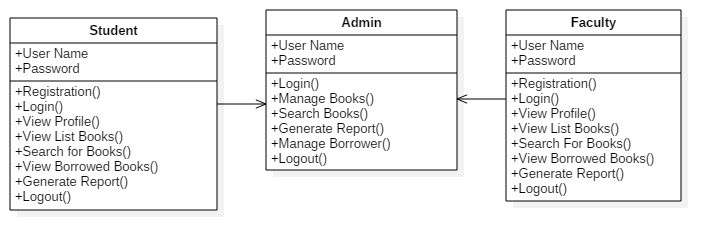 Student
+User Name
+Password
+Registration()
+Login()
+View Profile()
+View List Books()
+Search for Books()
+View Borrowed Books()
+Generate Report()
+Logout()
Admin
+User Name
+Password
+Login()
+Manage Books()
+Search Books()
+Generate Report()
+Manage Borrower()
+Logout()
Faculty
+User Name
+Password
+Registration()
+Login()
+View Profile()
+View List Books()
+Search For Books()
+View Borrowed Books()
+Generate Report()
+Logout()